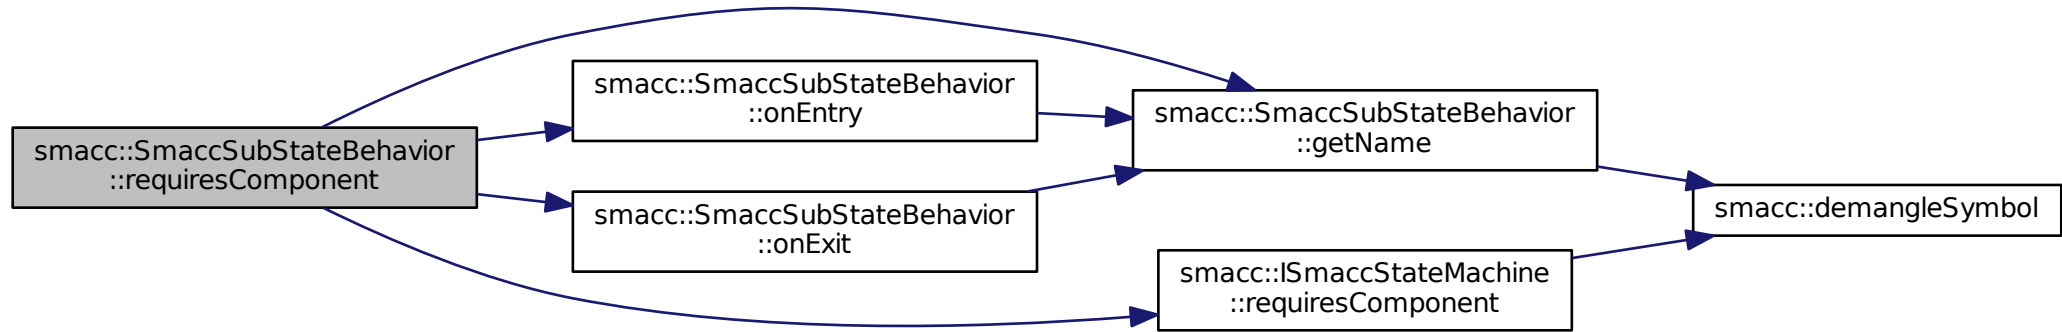 smacc::SmaccSubStateBehavior
::requiresComponent
smacc::SmaccSubStateBehavior
::onEntry
smacc::SmaccSubStateBehavior
::onExit
smacc::SmaccSubStateBehavior
::getName
smacc::ISmaccStateMachine
::requiresComponent
smacc::demangleSymbol